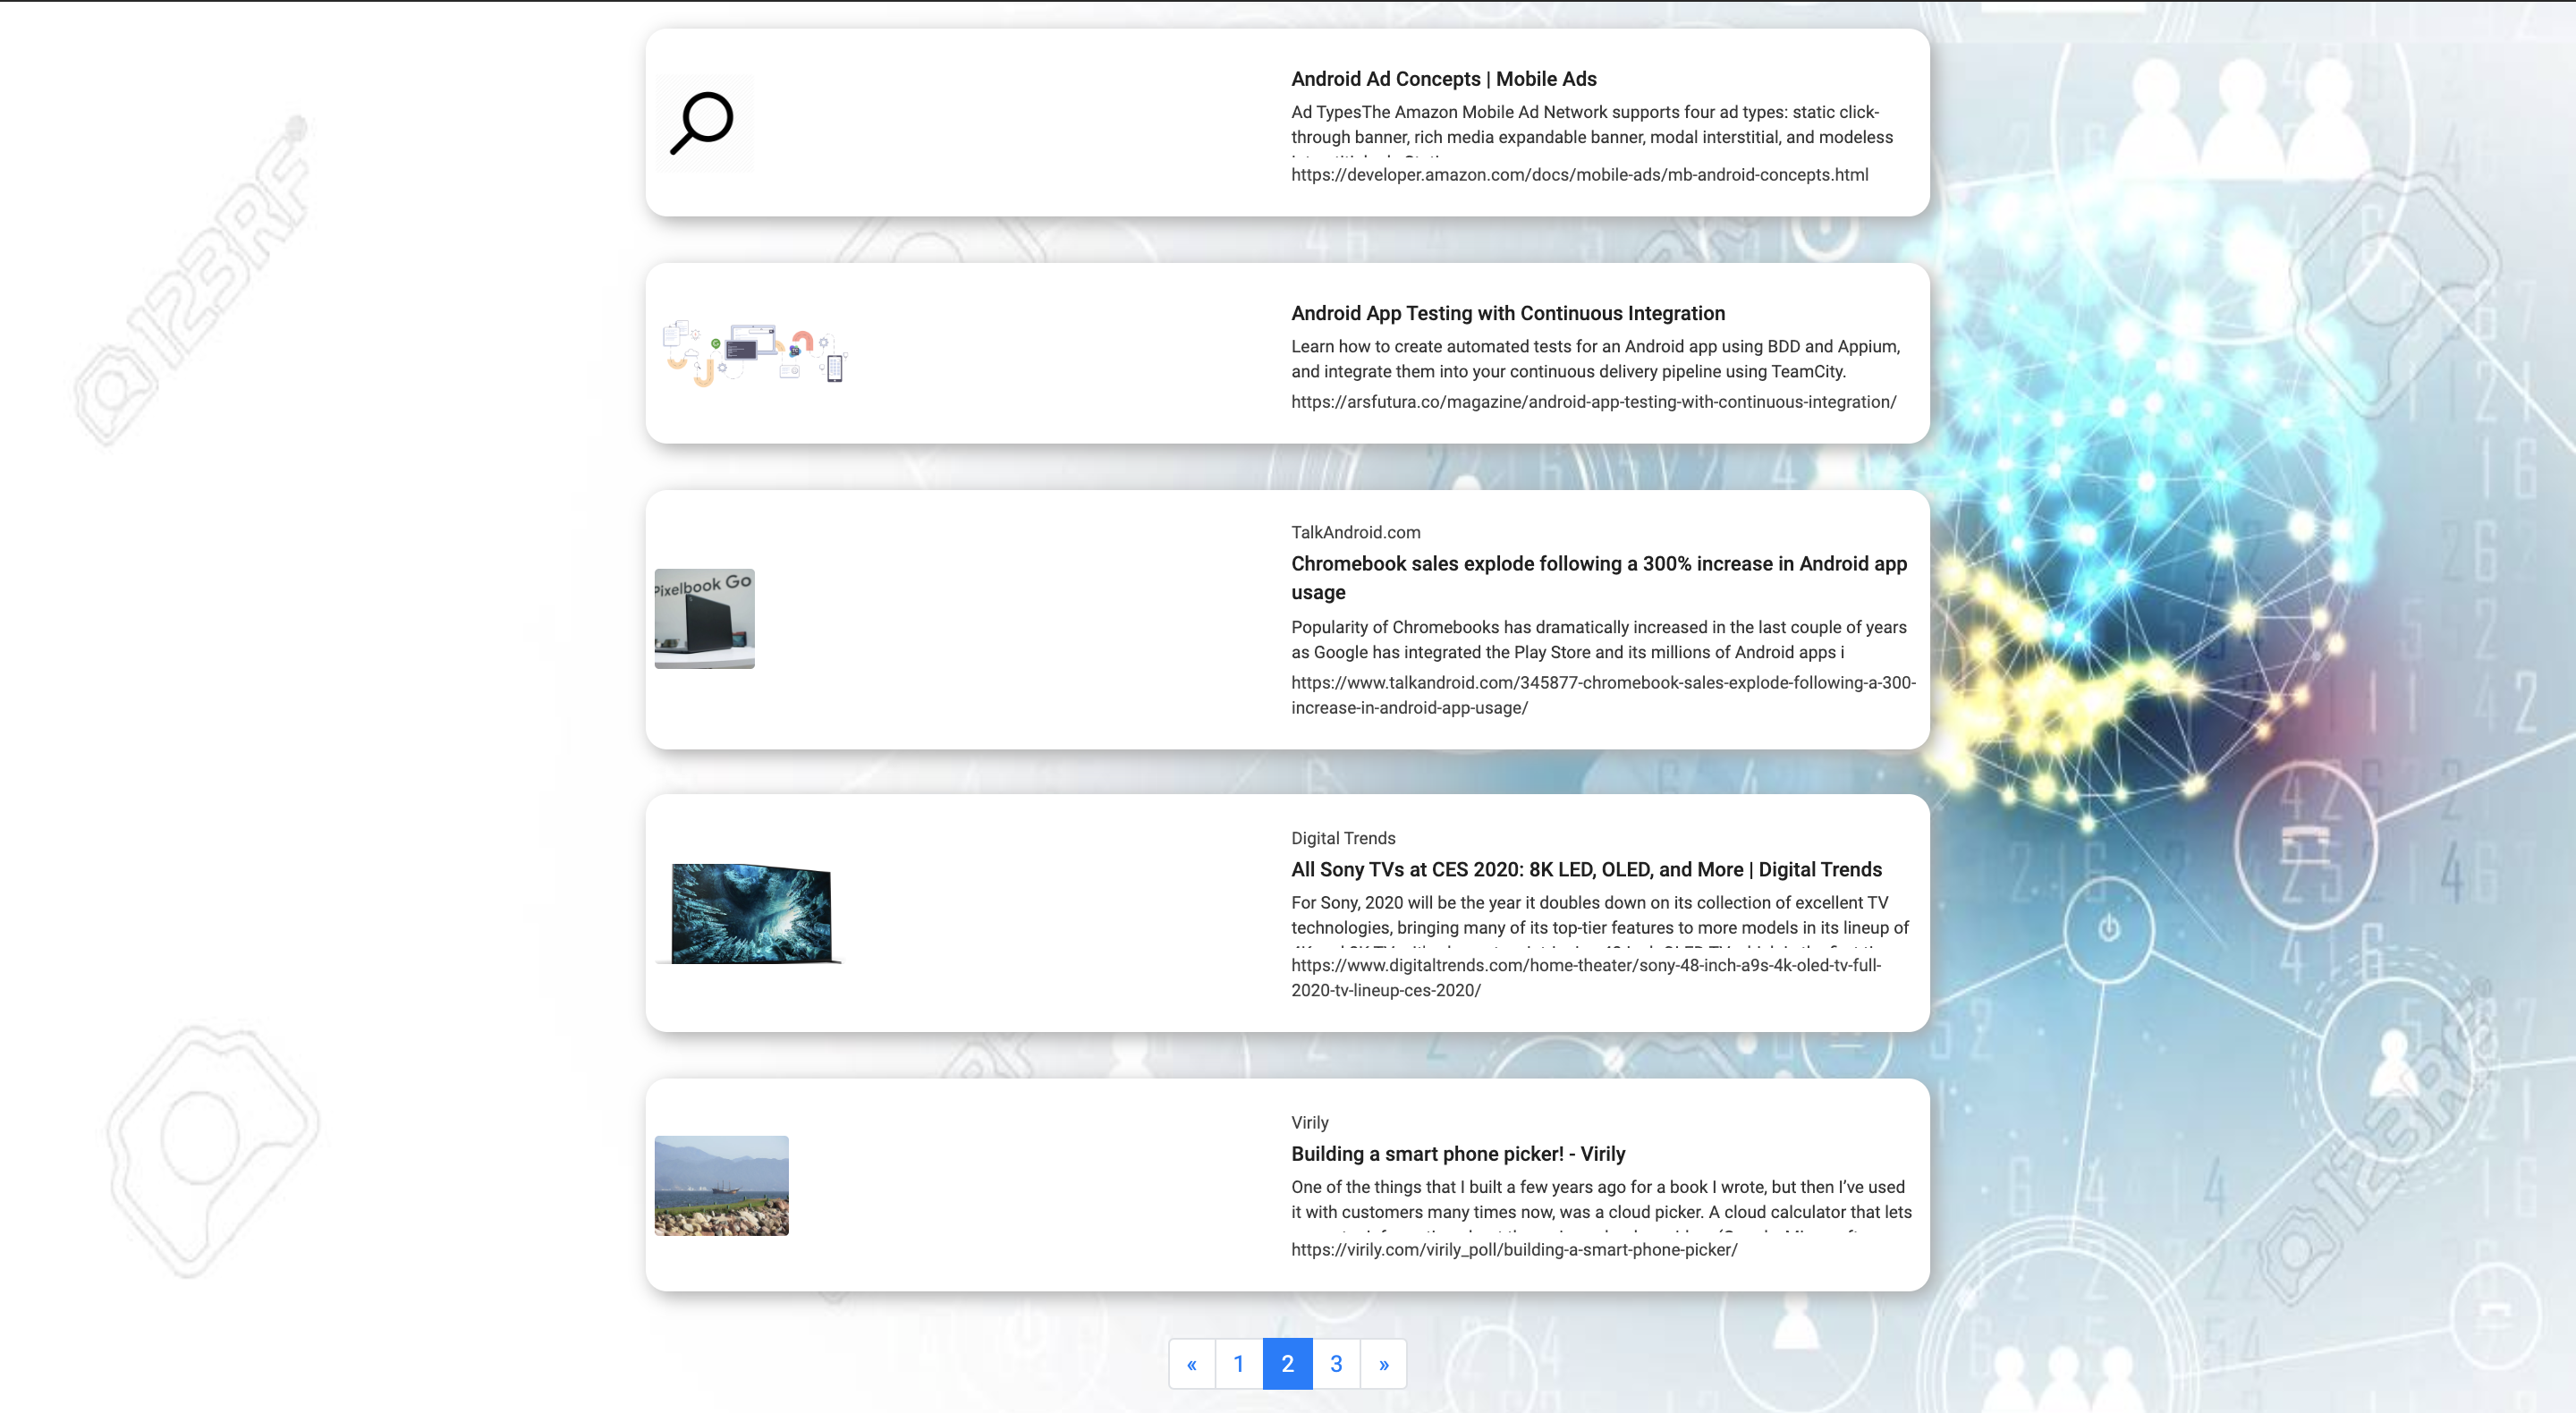 Android Ad Concepts | Mobile Ads
Ad TypesThe Amazon Mobile Ad Network supports four ad types: static click-
through banner, rich media expandable banner, modal interstitial, and modeless
https://developer.amazon.com/docs/mobile-ads/mb-android-concepts.html
Android App Testing with Continuous Integration
Learn how to create automated tests for an Android app using BDD and Appium,
and integrate them into your continuous delivery pipeline using TeamCity.
https://arsfutura.co/magazine/android-app-testing-with-continuous-integration/
Pixelbook Go
TalkAndroid.com
Chromebook sales explode following a 300% increase in Android app
usage
Popularity of Chromebooks has dramatically increased in the last couple of years
as Google has integrated the Play Store and its millions of Android apps i
https://www.talkandroid.com/345877-chromebook-sales-explode-following-a-300-
increase-in-android-app-usage/
Digital Trends
All Sony TVs at CES 2020: 8K LED, OLED, and More | Digital Trends
For Sony, 2020 will be the year it doubles down on its collection of excellent TV
technologies, bringing many of its top-tier features to more models in its lineup of
https://www.digitaltrends.com/home-theater/sony-48-inch-a9s-4k-oled-tv-full-
2020-tv-lineup-ces-2020/
Virily
Building a smart phone picker! - Virily
One of the things that I built a few years ago for a book I wrote, but then I've used
it with customers many times now, was a cloud picker. A cloud calculator that lets
https://virily.com/virily_poll/building-a-smart-phone-picker/
« 1 2 3 »
123RF
123RF